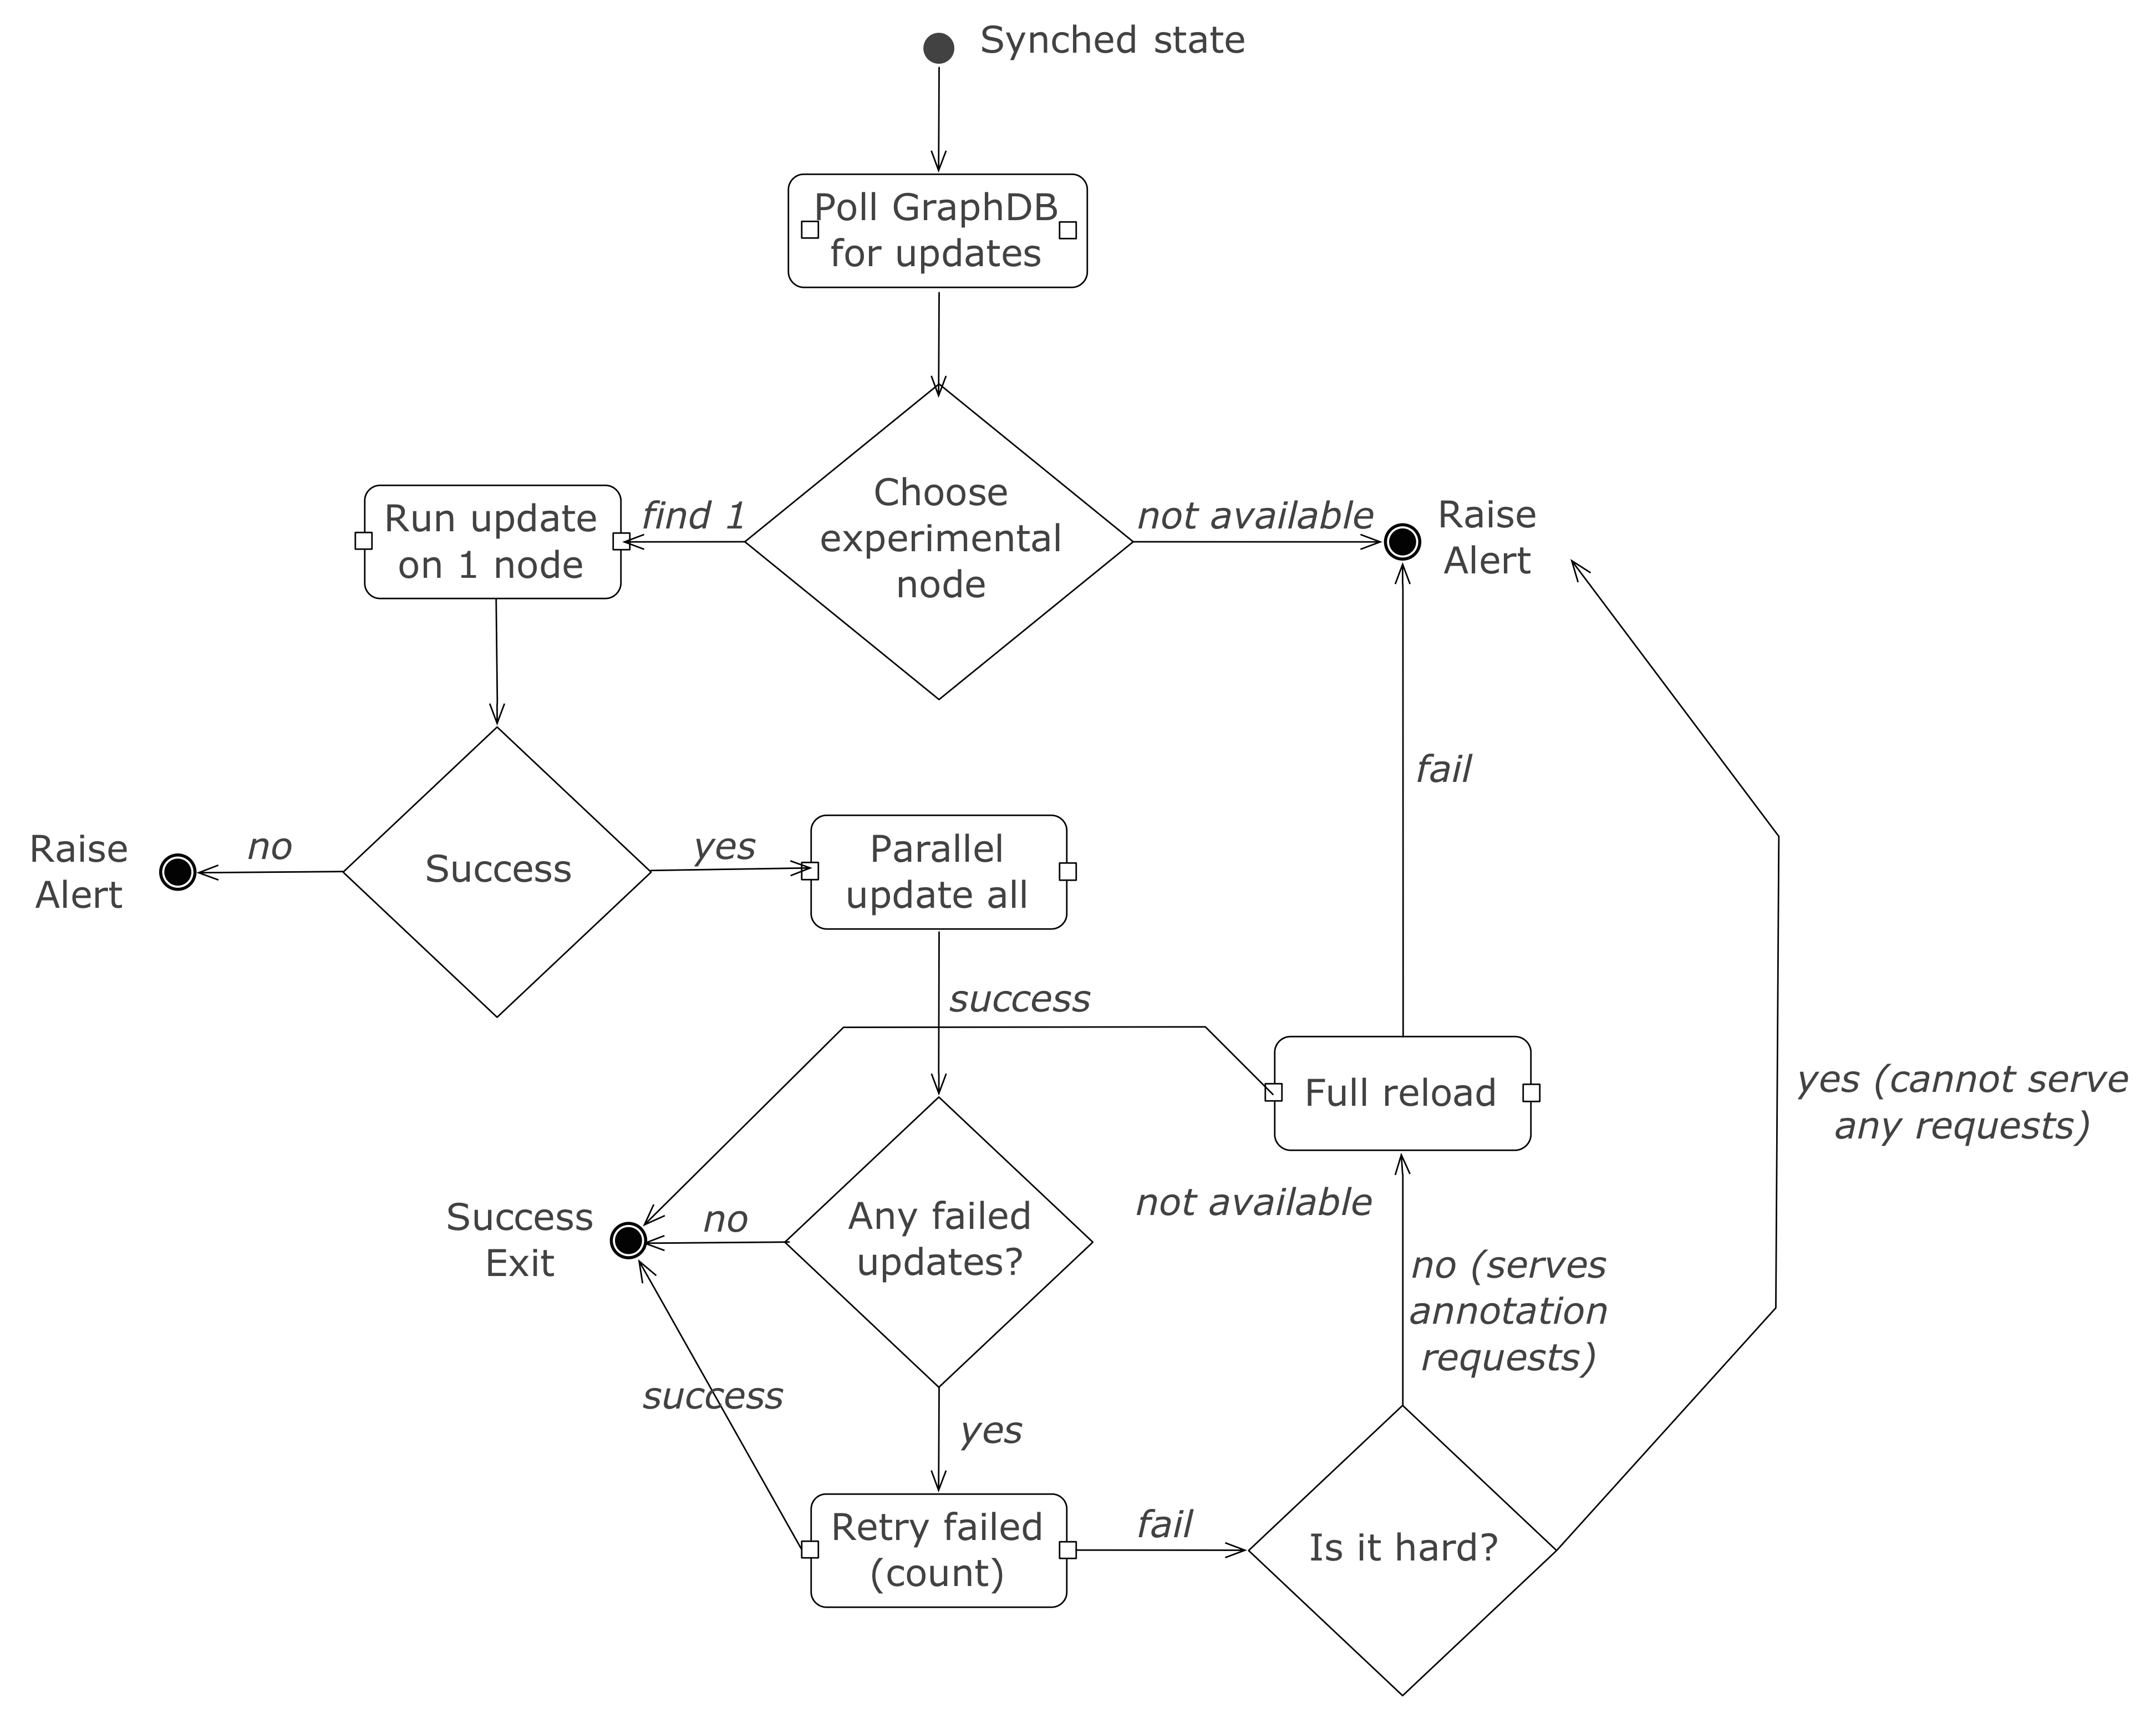 Synched state
Poll GraphDB
for updates
Choose
experimental
node
find 1
not available
Raise
Alert
Run update
on 1 node
fail
Success
no
yes
Raise
Alert
Parallel
update all
success
Full reload
yes (cannot serve
any requests)
not available
Any failed
updates?
no
Success
Exit
no (serves
annotation
requests)
success
yes
Retry failed
(count)
fail
Is it hard?